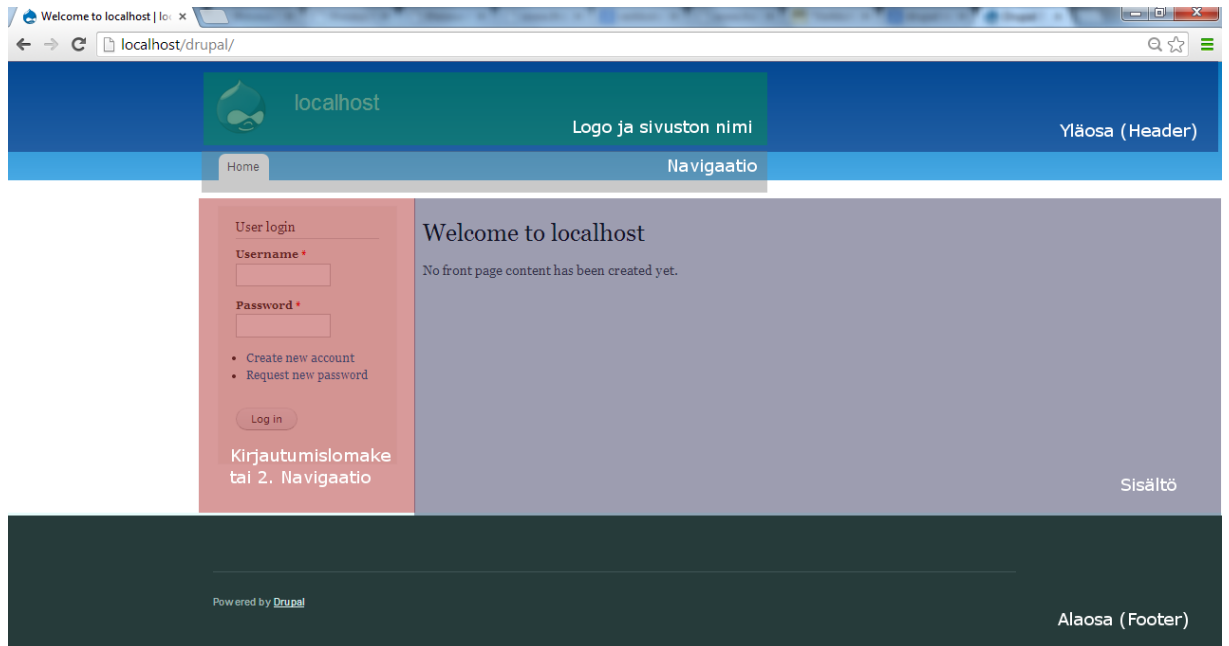 Welcome to localhost | loc
localhost/drupal/
localhost
Logo ja sivuston nimi
Yläosa (Header)
Home
Navigaatio
User login
Username *
Password *
Create new account
Request new password
Log in
Kirjautumislomake
tai 2. Navigaatio
Welcome to localhost
No front page content has been created yet.
Sisältö
Powered by Drupal
Alaosa (Footer)